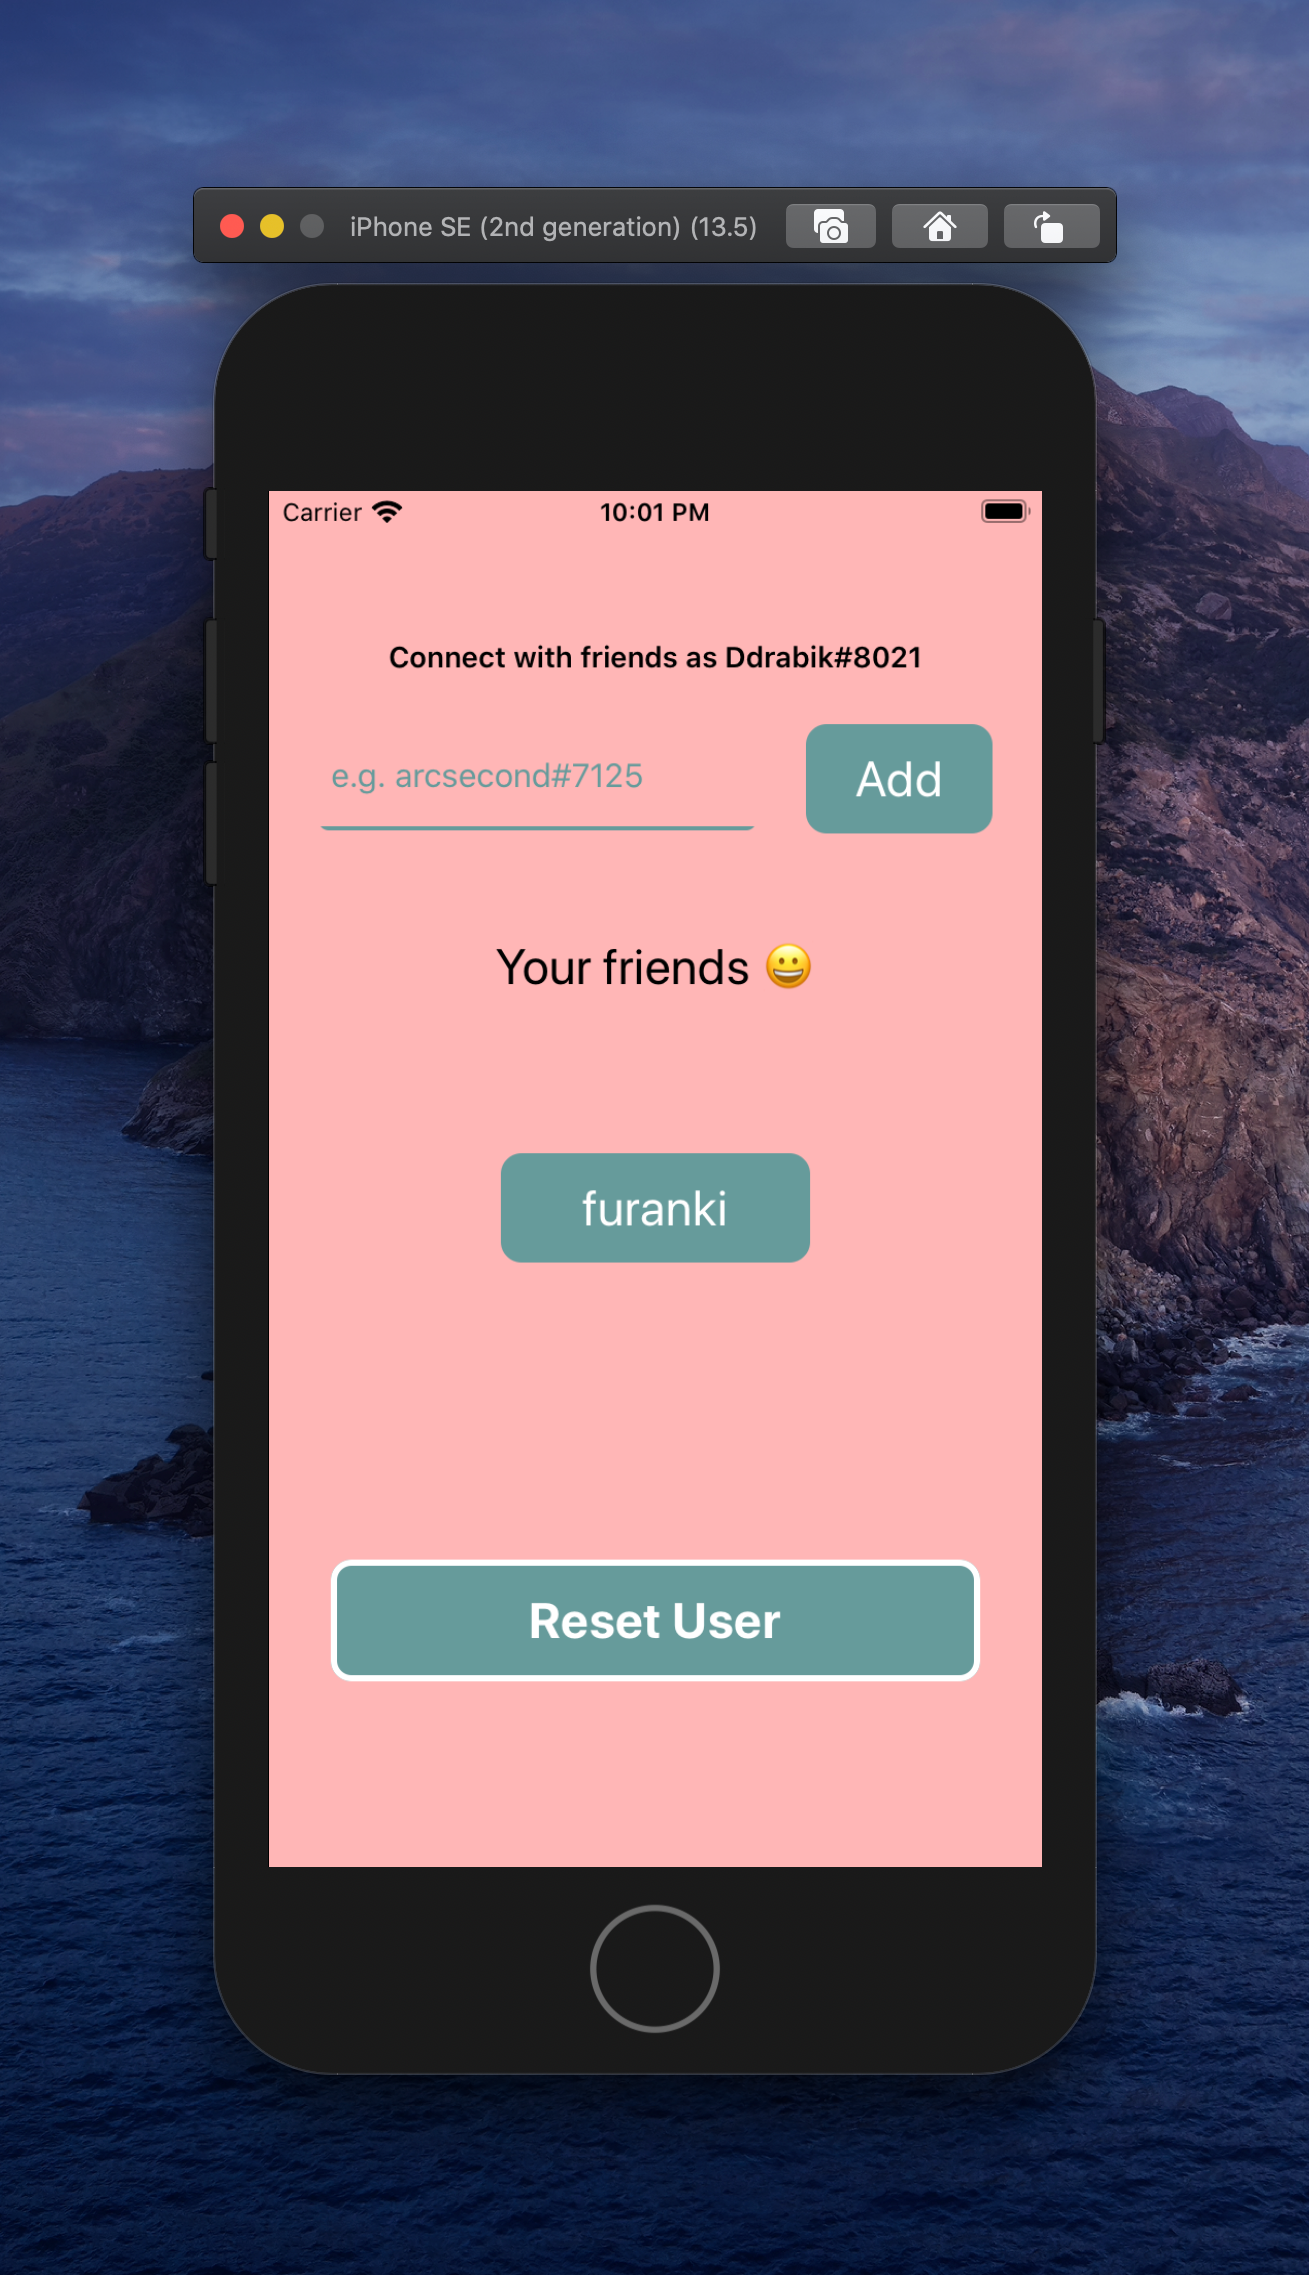 iPhone SE (2nd generation) (13.5)
Carrier 10:01 PM
Connect with friends as Ddrabik#8021
e.g. arcsecond#7125
Add
Your friends 😀
furanki
Reset User